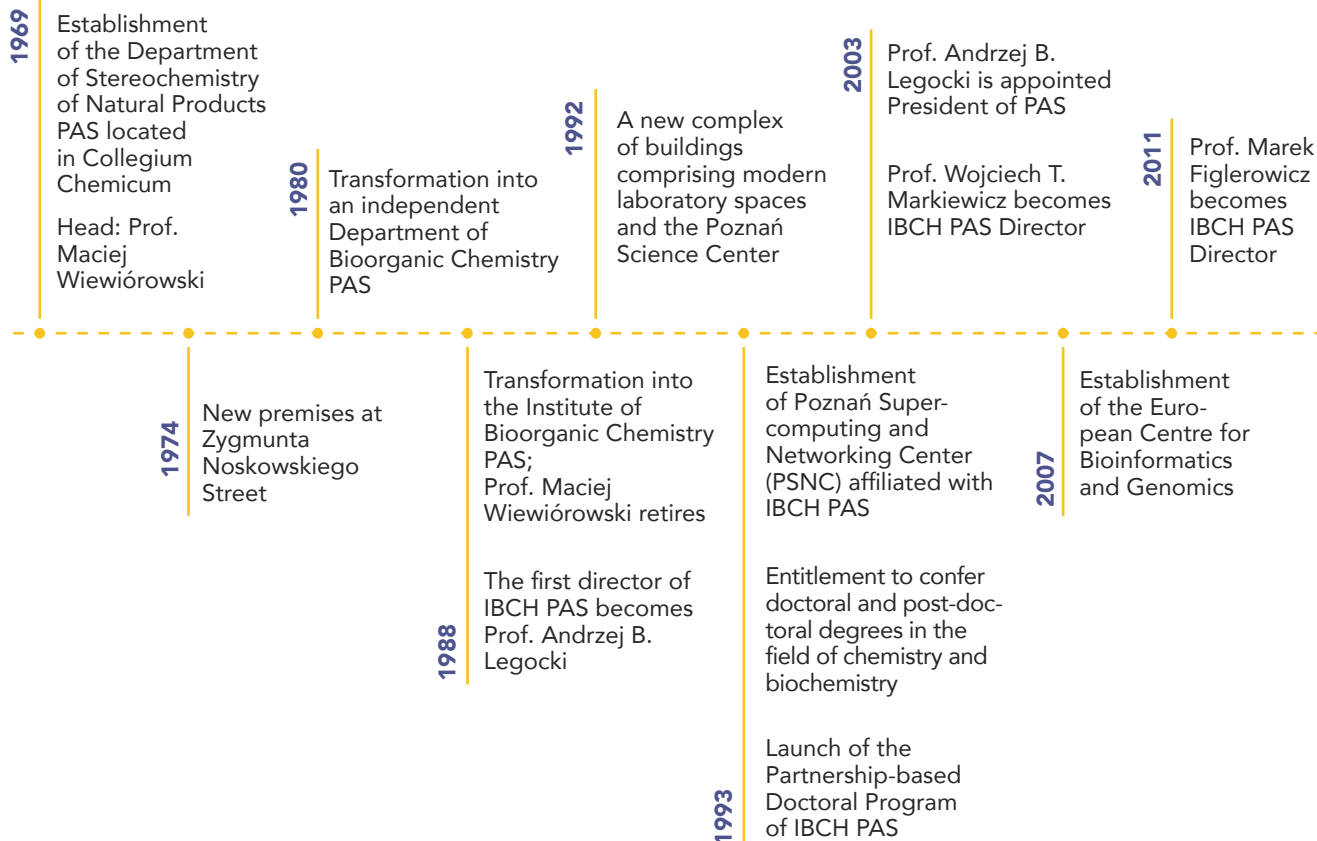 1969
Establishment
of the Department
of Stereochemistry
of Natural Products
PAS located
in Collegium
Chemicum
Head: Prof.
Maciej
Wiewiórowski
1974
New premises at
Zygmunta
Noskowskiego
Street
1980
Transformation into
an independent
Department of
Bioorganic Chemistry
PAS
1988
Transformation into
the Institute of
Bioorganic Chemistry
PAS;
Prof. Maciej
Wiewiórowski retires
The first director of
IBCH PAS becomes
Prof. Andrzej B.
Legocki
1992
A new complex
of buildings
comprising modern
laboratory spaces
and the Poznań
Science Center
1993
Establishment
of Poznań Super-
computing and
Networking Center
(PSNC) affiliated with
IBCH PAS
Entitlement to confer
doctoral and post-doc-
toral degrees in the
field of chemistry and
biochemistry
Launch of the
Partnership-based
Doctoral Program
of IBCH PAS
2003
Prof. Andrzej B.
Legocki is appointed
President of PAS
Prof. Wojciech T.
Markiewicz becomes
IBCH PAS Director
2007
Establishment
of the Euro-
pean Centre for
Bioinformatics
and Genomics
2011
Prof. Marek
Figlerowicz
becomes
IBCH PAS
Director